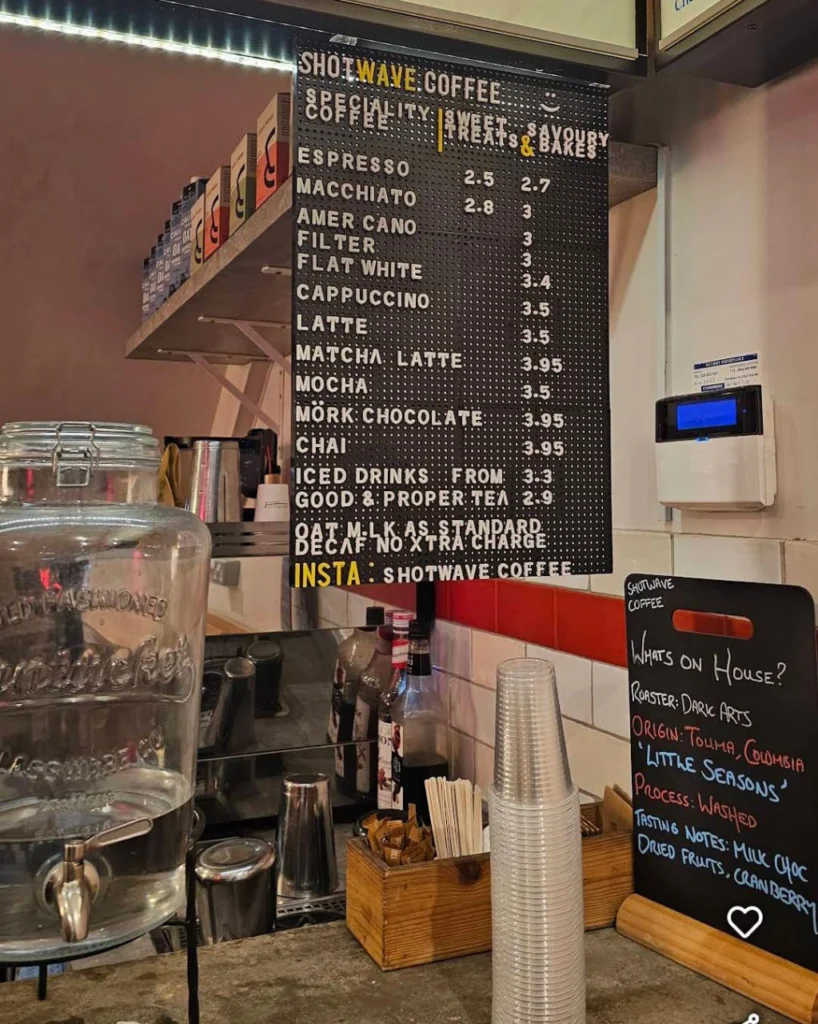 SHOTWAVE COFFEE
SPECIALITY COFFEE
SWEET TREATS & SAVOURY BAKES
ESPRESSO 2.5 2.7
MACCHIATO 2.8 3
AMER CANO 3
FILTER 3
FLAT WHITE 3.4
CAPPUCCINO 3.5
LATTE 3.5
MATCHA LATTE 3.95
MOCHA 3.5
MÖRK CHOCOLATE 3.95
CHAI 3.95
ICED DRINKS FROM 3.3
GOOD & PROPER TEA 2.9
OAT M LK AS STANDARD
DECAF NO XTRA CHARGE
INSTA: SHOTWAVE.COFFEE
SHOTWAVE
COFFEE
WHATS ON HOUSE?
ROASTER: DARK ARTS
ORIGIN: TOLIMA, COLOMBIA
'LITTLE SEASONS'
PROCESS: WASHED
TASTING NOTES: MILK CHOC
DRIED FRUITS, CRANBERRY